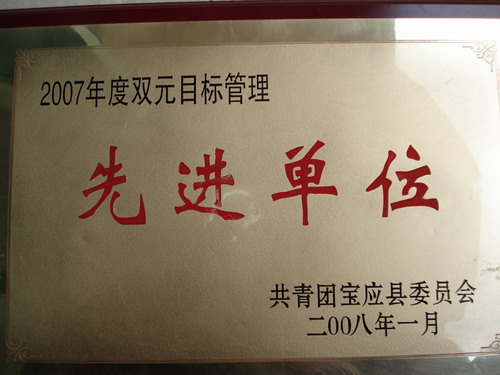 2007年度双元目标管理
先进单位
共青团宝应县委员会
二00八年一月